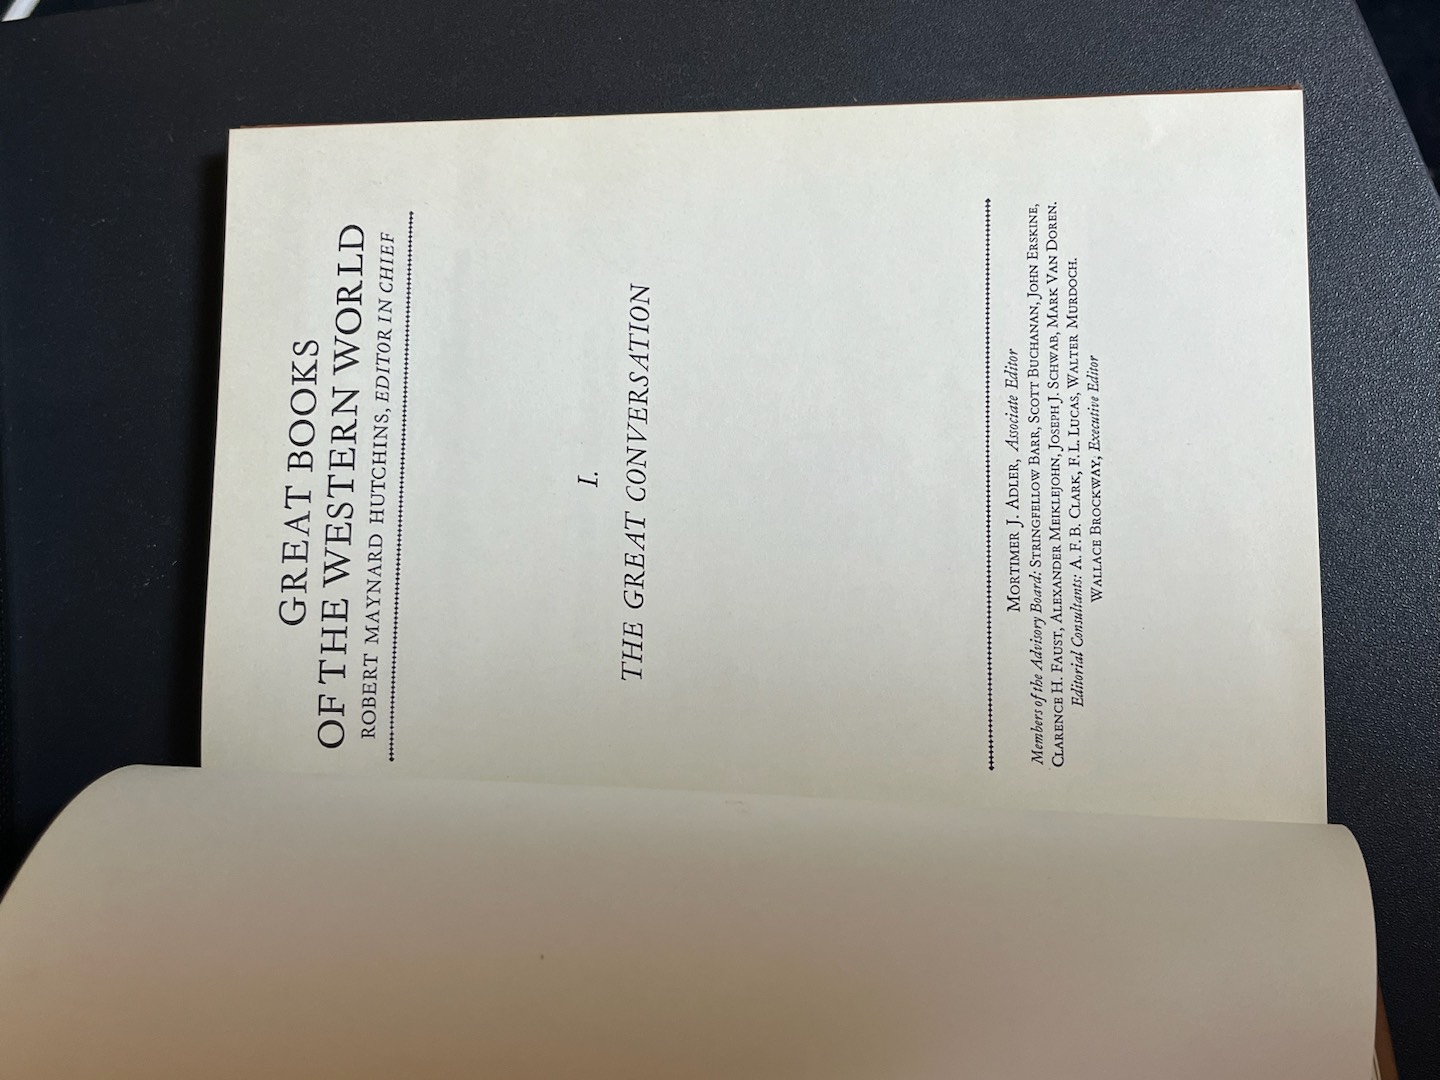 GREAT BOOKS
OF THE WESTERN WORLD
ROBERT MAYNARD HUTCHINS, EDITOR IN CHIEF
I.
THE GREAT CONVERSATION
MORTIMER J. ADLER, Associate Editor
Members of the Advisory Board: STRINGFELLOW BARR, SCOTT BUCHANAN, JOHN ERSKINE,
CLARENCE H. FAUST, ALEXANDER MEIKLEJOHN, JOSEPH J. SCHWAB, MARK VAN DOREN.
Editorial Consultants: A. F. B. CLARK, F. L. LUCAS, WALTER MURDOCH.
WALLACE BROCKWAY, Executive Editor